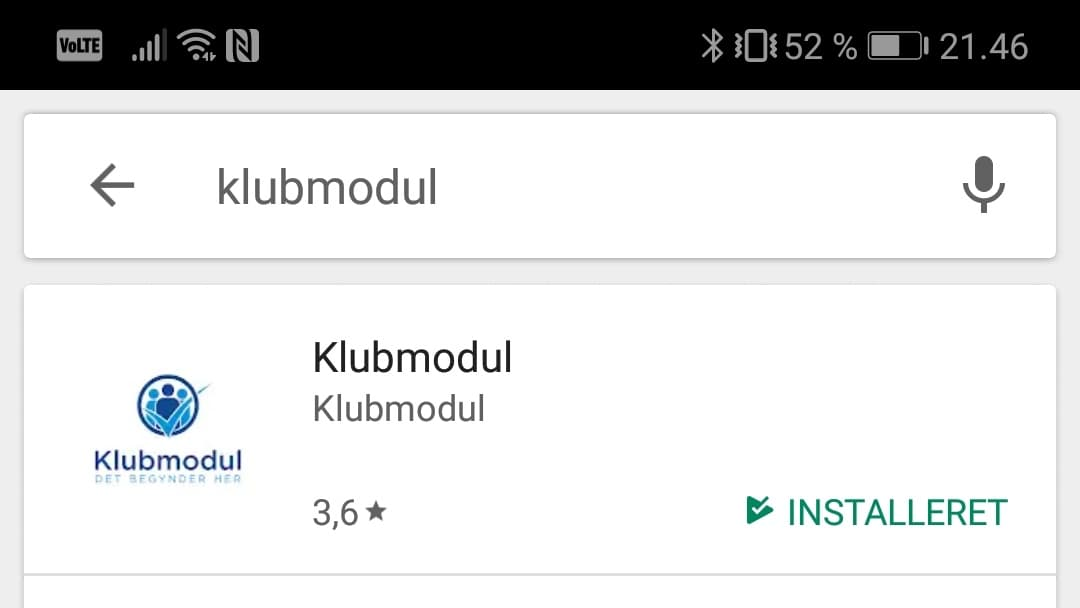 VoLTE 52 % 21.46
klubmodul
Klubmodul
Klubmodul
Klubmodul
DET BEGYNDER HER
3,6 ★ INSTALLERET